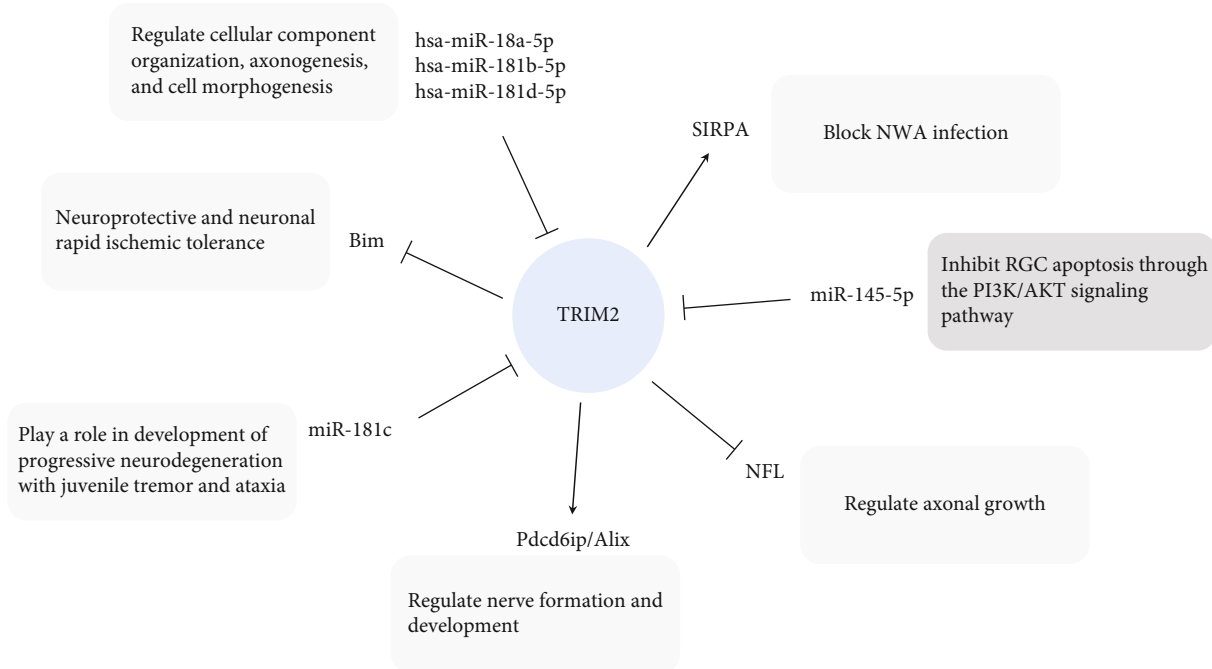 Regulate cellular component
organization, axonogenesis,
and cell morphogenesis
hsa-miR-18a-5p
hsa-miR-181b-5p
hsa-miR-181d-5p
SIRPA
Block NWA infection
Neuroprotective and neuronal
rapid ischemic tolerance
Bim
TRIM2
miR-145-5p
Inhibit RGC apoptosis through
the PI3K/AKT signaling
pathway
Play a role in development of
progressive neurodegeneration
with juvenile tremor and ataxia
miR-181c
NFL
Regulate axonal growth
Pdcd6ip/Alix
Regulate nerve formation and
development